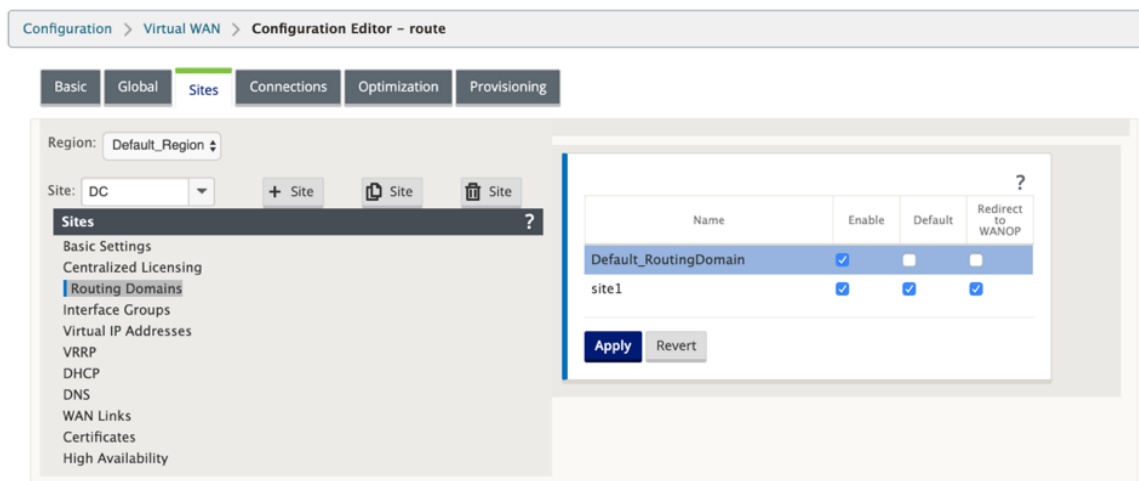 Configuration > Virtual WAN > Configuration Editor – route
Basic Global Sites Connections Optimization Provisioning
Region: Default_Region
Site: DC + Site Site Site
Sites ?
Basic Settings
Centralized Licensing
Routing Domains
Interface Groups
Virtual IP Addresses
VRRP
DHCP
DNS
WAN Links
Certificates
High Availability
?
Name Enable Default Redirect
to
WANOP
Default_RoutingDomain
site1
Apply Revert